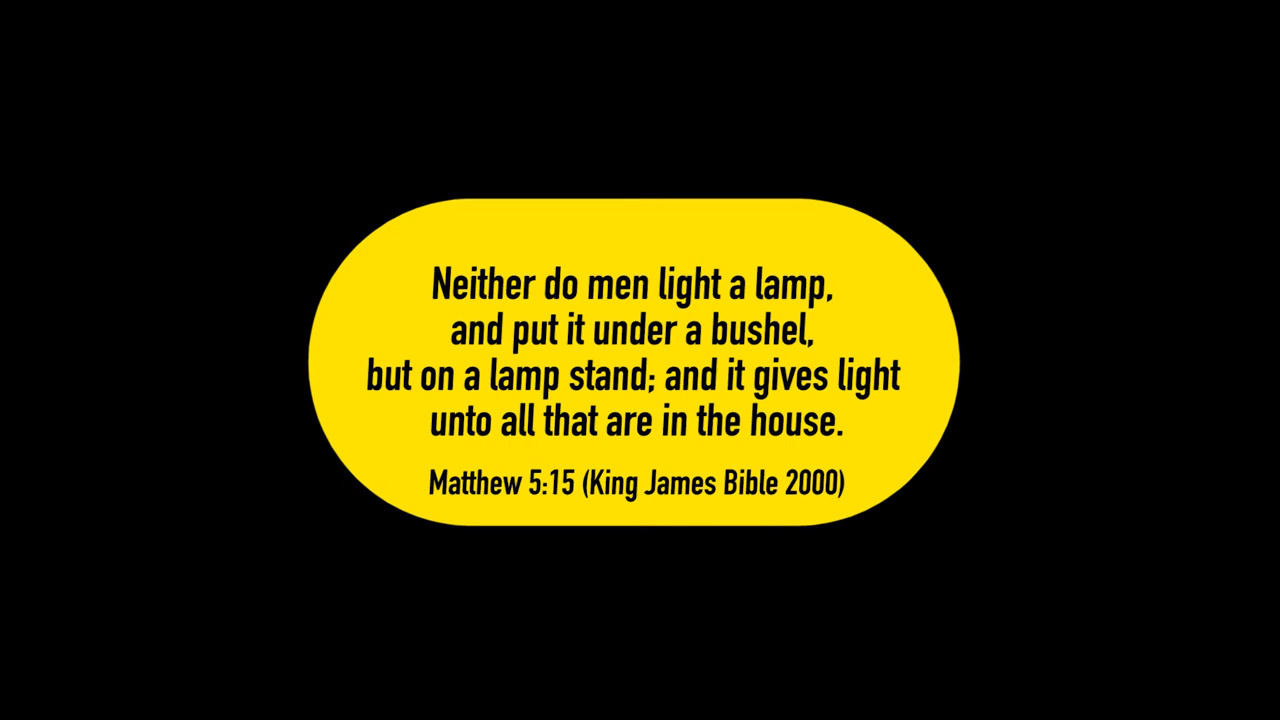 Neither do men light a lamp,
and put it under a bushel,
but on a lamp stand; and it gives light
unto all that are in the house.
Matthew 5:15 (King James Bible 2000)